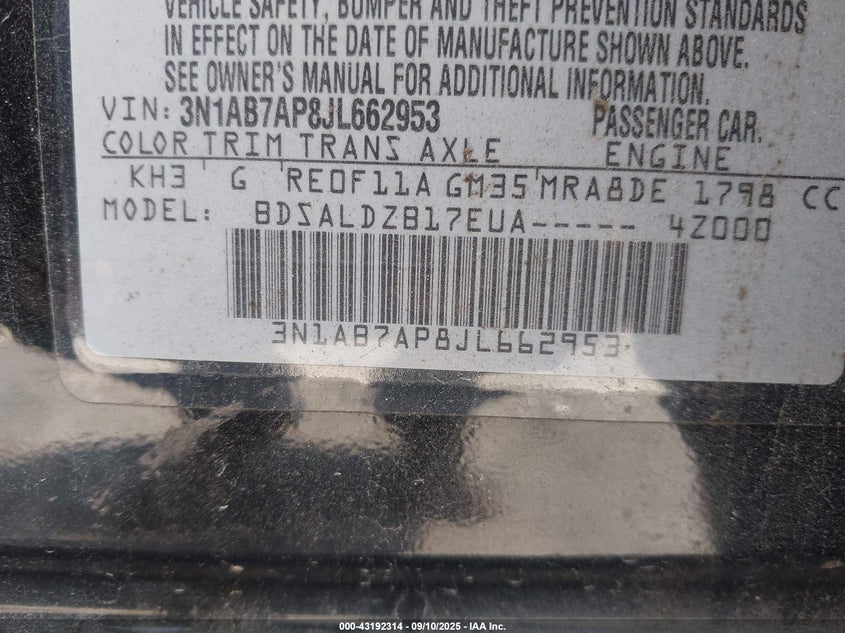 VEHICLE SAFETY, BUMPER AND THEFT PREVENTION STANDARDS
IN EFFECT ON THE DATE OF MANUFACTURE SHOWN ABOVE.
SEE OWNER'S MANUAL FOR ADDITIONAL INFORMATION.
VIN: 3N1AB7AP8JL662953 PASSENGER CAR.
COLOR TRIM TRANS AXLE ENGINE
KH3 G RE0F11A GM35 MRA8DE 1798 CC
MODEL: BDSALDZB17EUA----- 4Z000
3N1AB7AP8JL662953
000-43192314 - 09/10/2025 - IAA Inc.